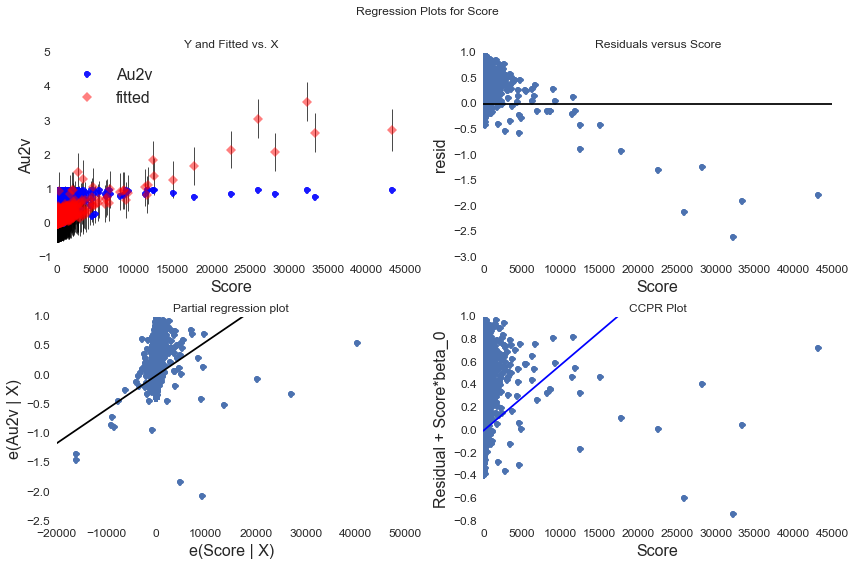 Regression Plots for Score
Y and Fitted vs. X
5
4
3
2
1
0
−1
Au2v
Au2v
fitted
0 5000 10000 15000 20000 25000 30000 35000 40000 45000
Score
Residuals versus Score
1.0
0.5
0.0
−0.5
−1.0
−1.5
−2.0
−2.5
−3.0
resid
0 5000 10000 15000 20000 25000 30000 35000 40000 45000
Score
Partial regression plot
1.0
0.5
0.0
−0.5
−1.0
−1.5
−2.0
−2.5
e(Au2v | X)
−20000 −10000 0 10000 20000 30000 40000 50000
e(Score | X)
CCPR Plot
1.0
0.8
0.6
0.4
0.2
0.0
−0.2
−0.4
−0.6
−0.8
Residual + Score*beta_0
0 5000 10000 15000 20000 25000 30000 35000 40000 45000
Score